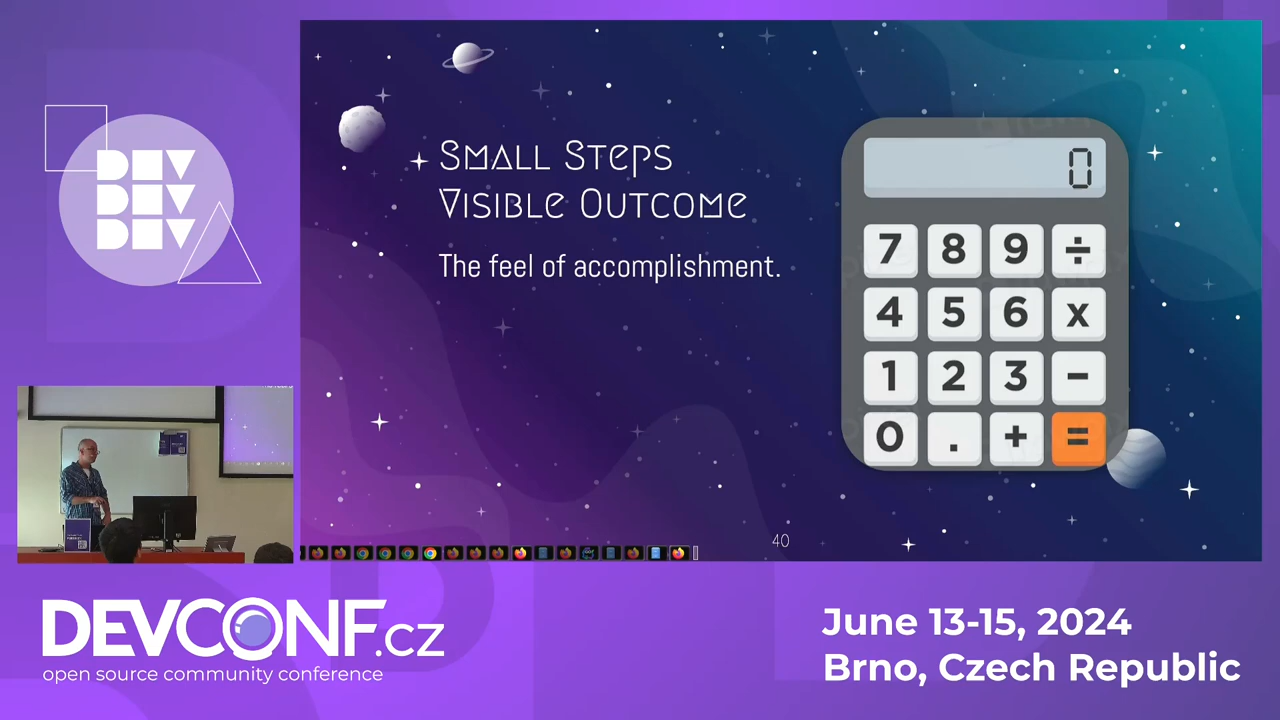 DEV
DEV
DEV
SMALL STEPS
VISIBLE OUTCOME
The feel of accomplishment.
0
7 8 9 ÷
4 5 6 x
1 2 3 −
0 . + =
40
DEVCONF.cz
open source community conference
June 13-15, 2024
Brno, Czech Republic